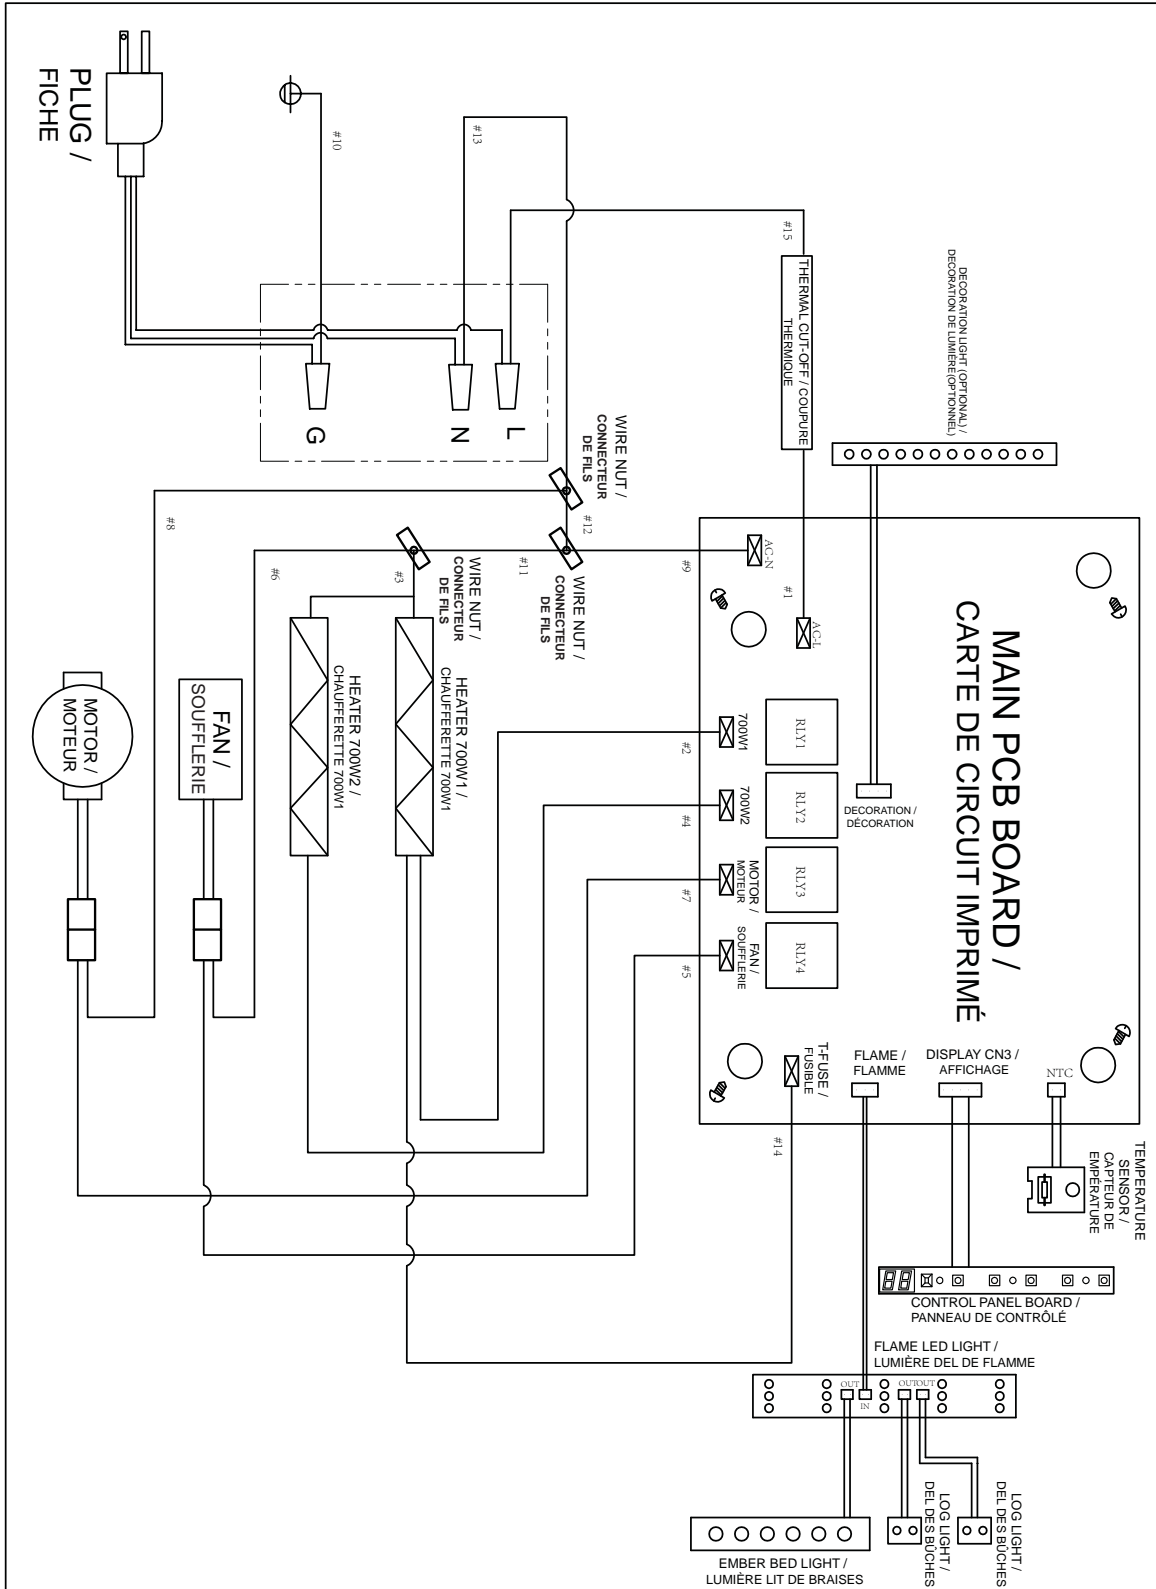 PLUG /
FICHE
#10
#13
#15
THERMAL CUT-OFF / COUPURE
THERMIQUE
DECORATION LIGHT (OPTIONAL) /
DECORATION DE LUMIÈRE(OPTIONNEL)
G
N
L
WIRE NUT /
CONNECTEUR
DE FILS
#12
#8
#6
#3
WIRE NUT /
CONNECTEUR
DE FILS
#11
WIRE NUT /
CONNECTEUR
DE FILS
#9
#1
AC-N
AC-L
MAIN PCB BOARD /
CARTE DE CIRCUIT IMPRIMÉ
MOTOR /
MOTEUR
FAN /
SOUFFLERIE
HEATER 700W2 /
CHAUFFERETTE 700W1
HEATER 700W1 /
CHAUFFERETTE 700W1
#2
700W1
RLY1
#4
700W2
RLY2
DECORATION /
DÉCORATION
#7
MOTOR /
MOTEUR
RLY3
#5
FAN /
SOUFFLERIE
RLY4
T-FUSE /
FUSIBLE
FLAME /
FLAMME
DISPLAY CN3 /
AFFICHAGE
NTC
#14
TEMPERATURE
SENSOR /
CAPTEUR DE
EMPÉRATURE
88
CONTROL PANEL BOARD /
PANNEAU DE CONTRÔLÉ
FLAME LED LIGHT /
LUMIÈRE DEL DE FLAMME
OUT
IN
OUT
OUT
LOG LIGHT /
DEL DES BÛCHES
LOG LIGHT /
DEL DES BÛCHES
EMBER BED LIGHT /
LUMIÈRE LIT DE BRAISES